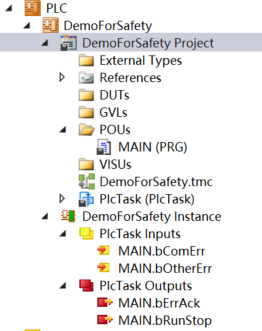 PLC
DemoForSafety
DemoForSafety Project
External Types
References
DUTs
GVLs
POUs
MAIN (PRG)
VISUs
DemoForSafety.tmc
PlcTask (PlcTask)
DemoForSafety Instance
PlcTask Inputs
MAIN.bComErr
MAIN.bOtherErr
PlcTask Outputs
MAIN.bErrAck
MAIN.bRunStop